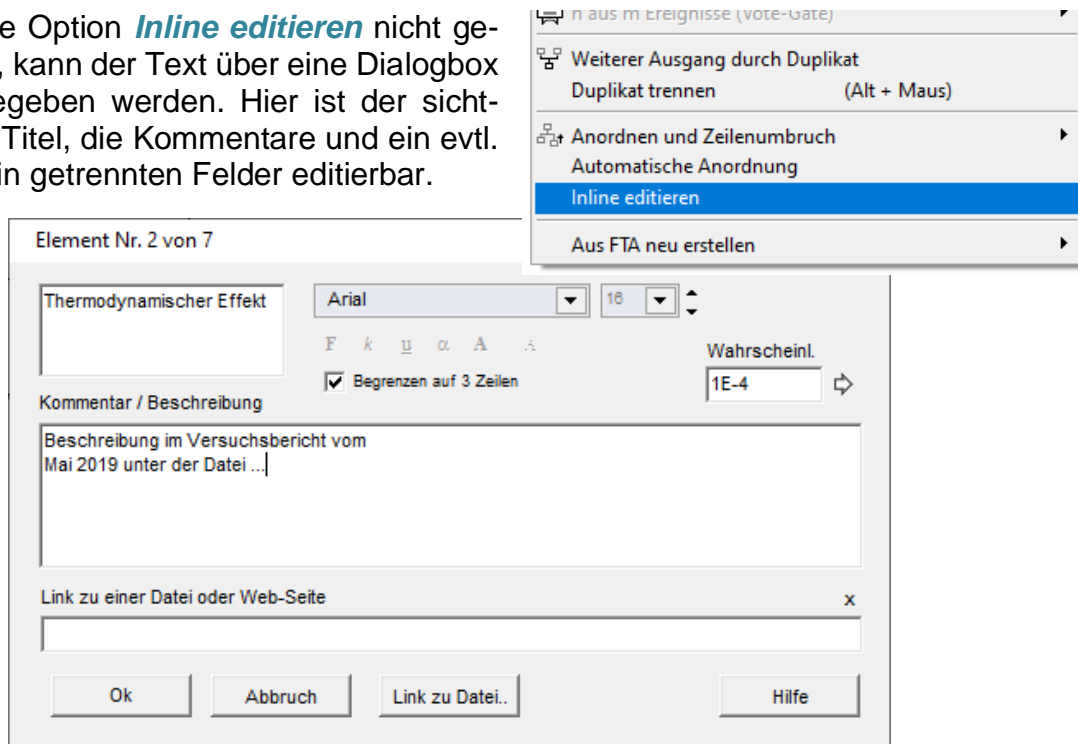 e Option Inline editieren nicht ge-
, kann der Text über eine Dialogbox
egeben werden. Hier ist der sicht-
Titel, die Kommentare und ein evtl.
in getrennten Felder editierbar.
n aus m Ereignisse (Vote-Gate)
Weiterer Ausgang durch Duplikat
Duplikat trennen (Alt + Maus)
Anordnen und Zeilenumbruch
Automatische Anordnung
Inline editieren
Aus FTA neu erstellen
Element Nr. 2 von 7
Thermodynamischer Effekt
Arial 16
F k u α A A
Wahrscheinl.
Begrenzen auf 3 Zeilen
1E-4
Kommentar / Beschreibung
Beschreibung im Versuchsbericht vom
Mai 2019 unter der Datei ...
Link zu einer Datei oder Web-Seite x
Ok Abbruch Link zu Datei.. Hilfe